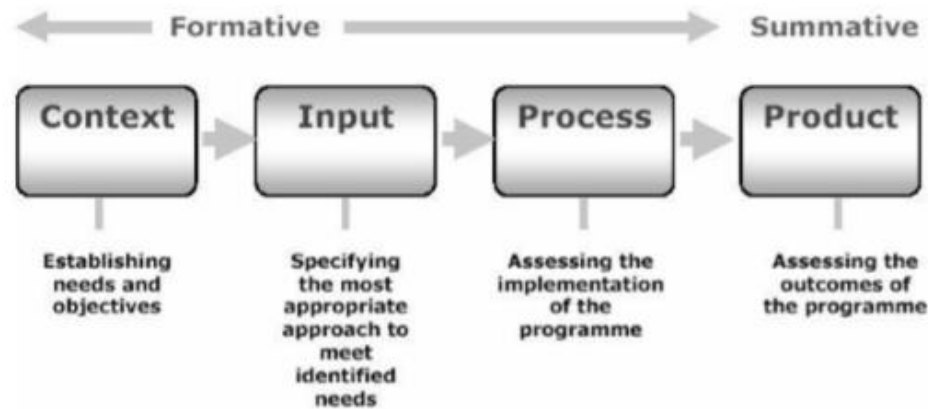 Formative
Summative
Context
Input
Process
Product
Establishing
needs and
objectives
Specifying
the most
appropriate
approach to
meet
identified
needs
Assessing the
implementation
of the
programme
Assessing the
outcomes of
the programme